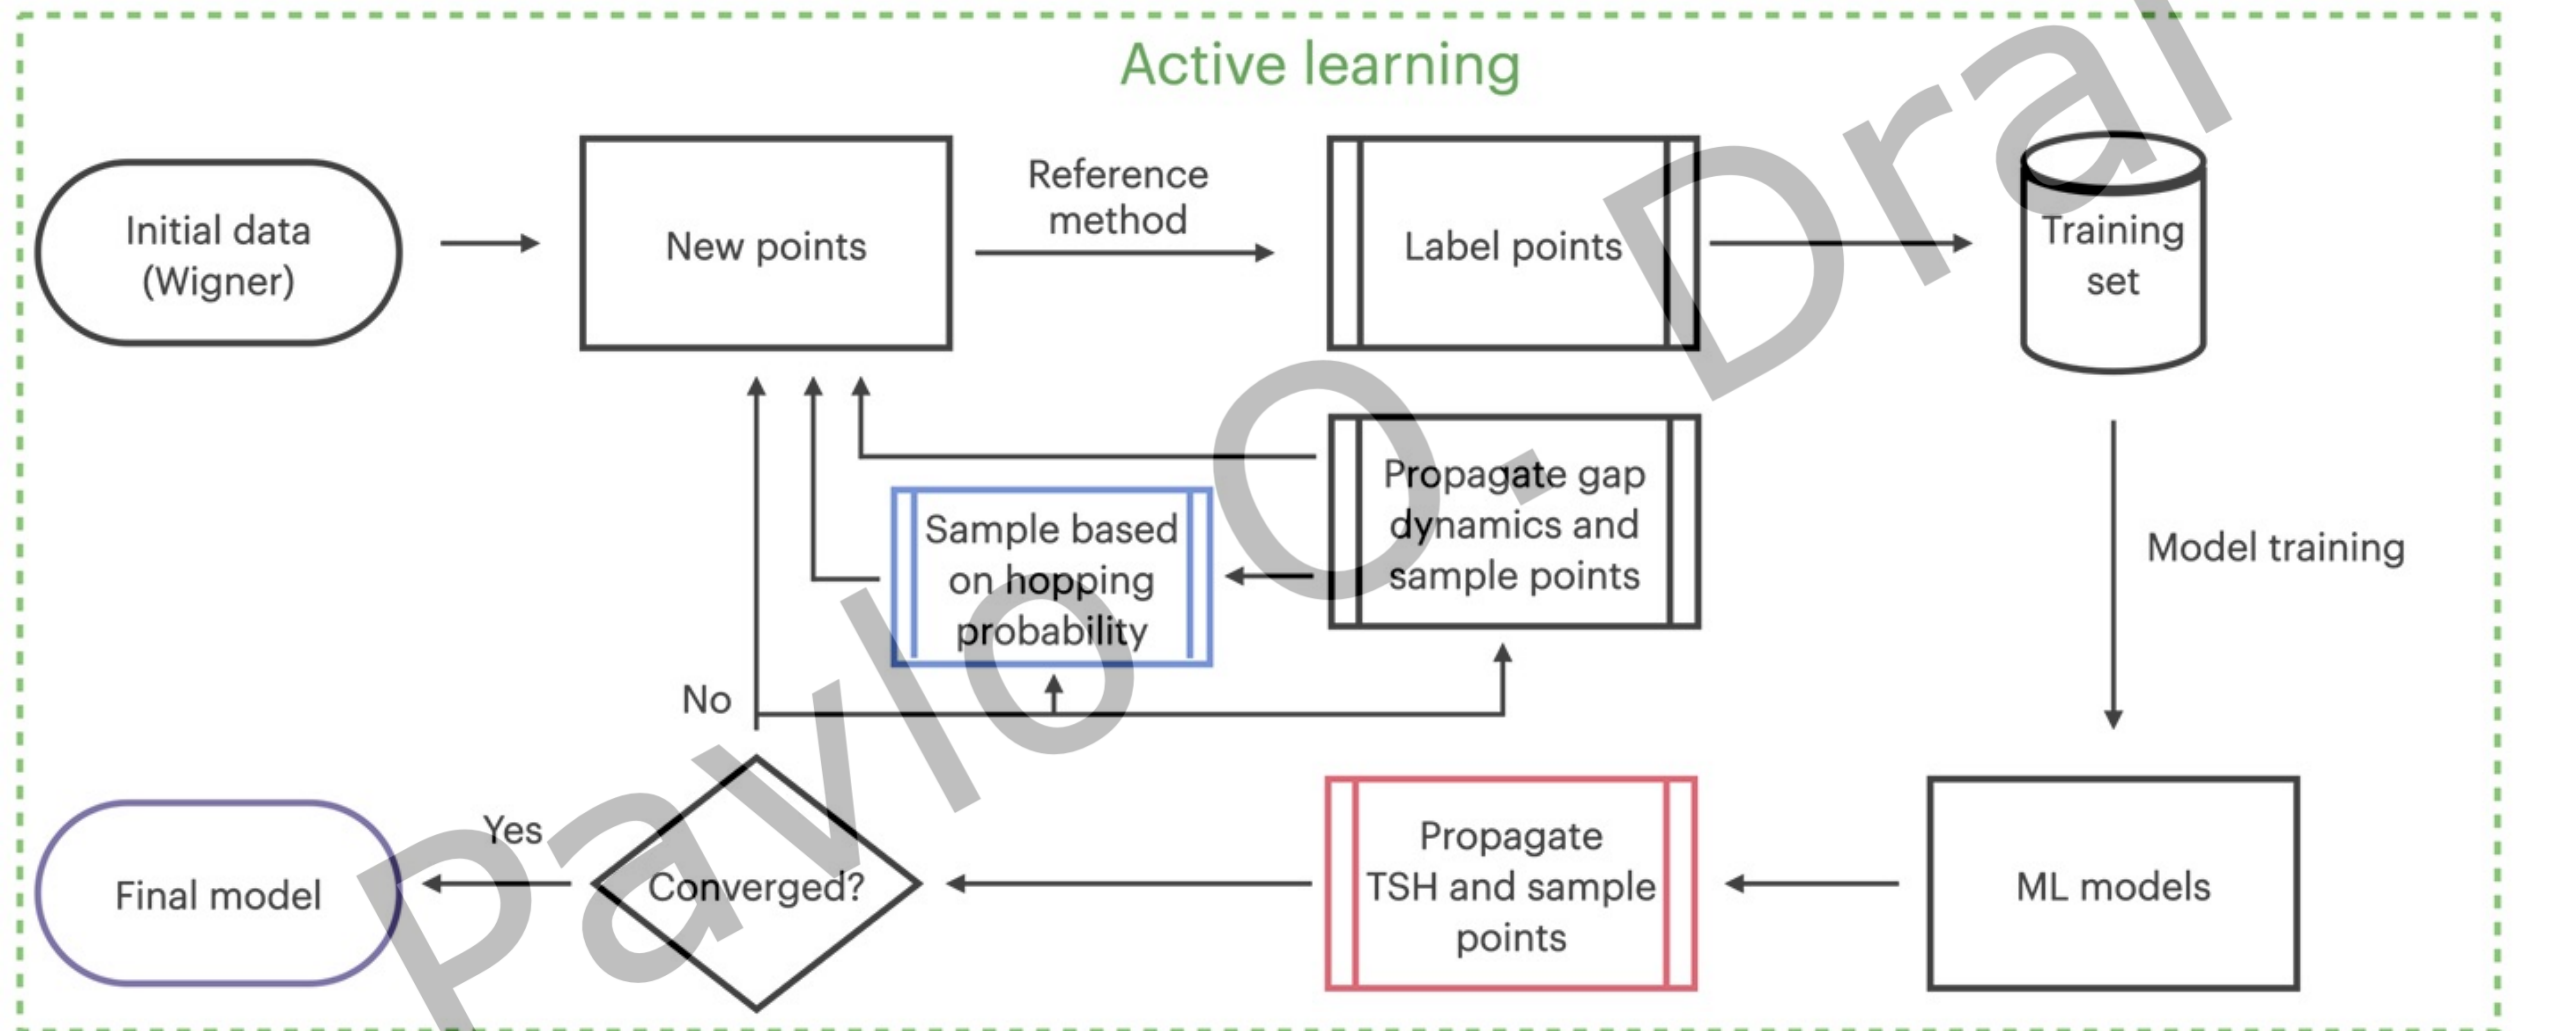 Active learning
Initial data
(Wigner)
New points
Reference
method
Label points
Training
set
Propagate gap
dynamics and
sample points
Sample based
on hopping
probability
Model training
No
Yes
Final model
Converged?
Propagate
TSH and sample
points
ML models
Pavlo O. Dral